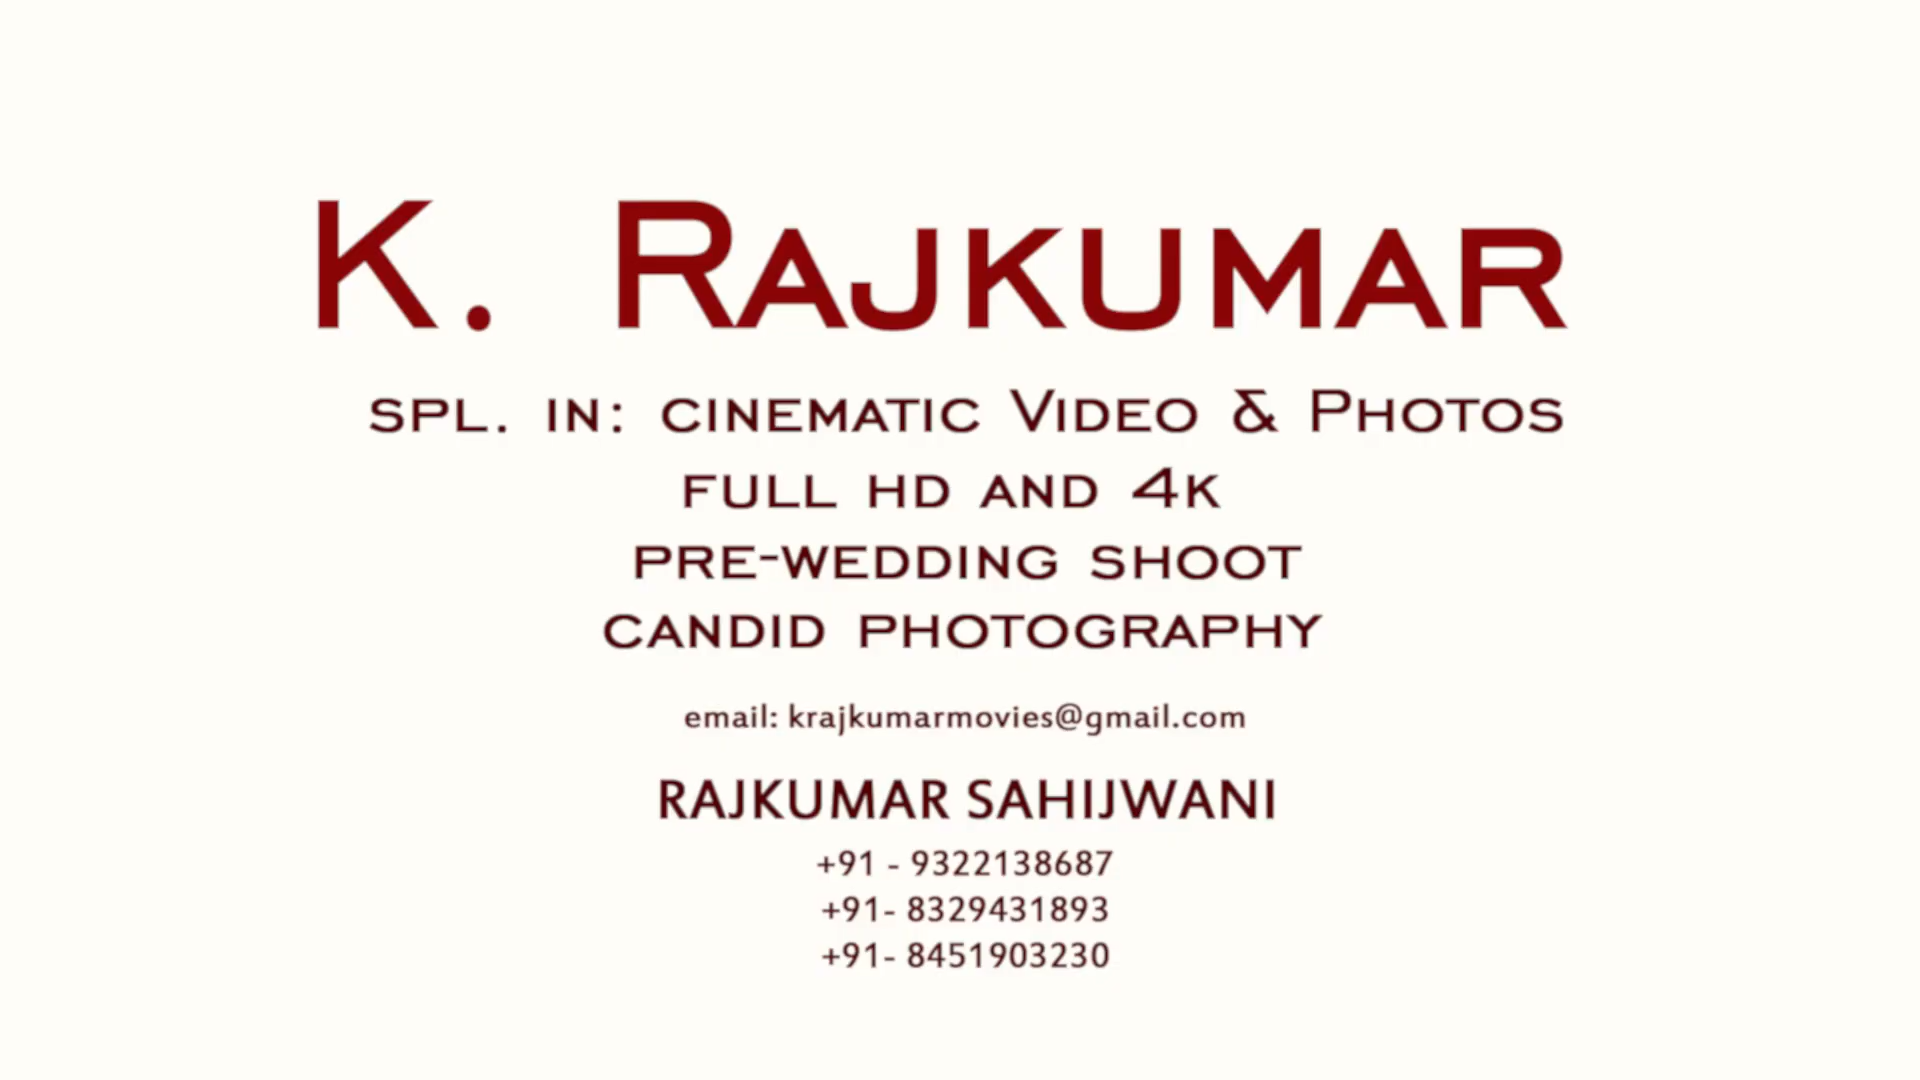 K. RAJKUMAR
SPL. IN: CINEMATIC VIDEO & PHOTOS
FULL HD AND 4K
PRE-WEDDING SHOOT
CANDID PHOTOGRAPHY
email: krajkumarmovies@gmail.com
RAJKUMAR SAHIJWANI
+91 - 9322138687
+91- 8329431893
+91- 8451903230